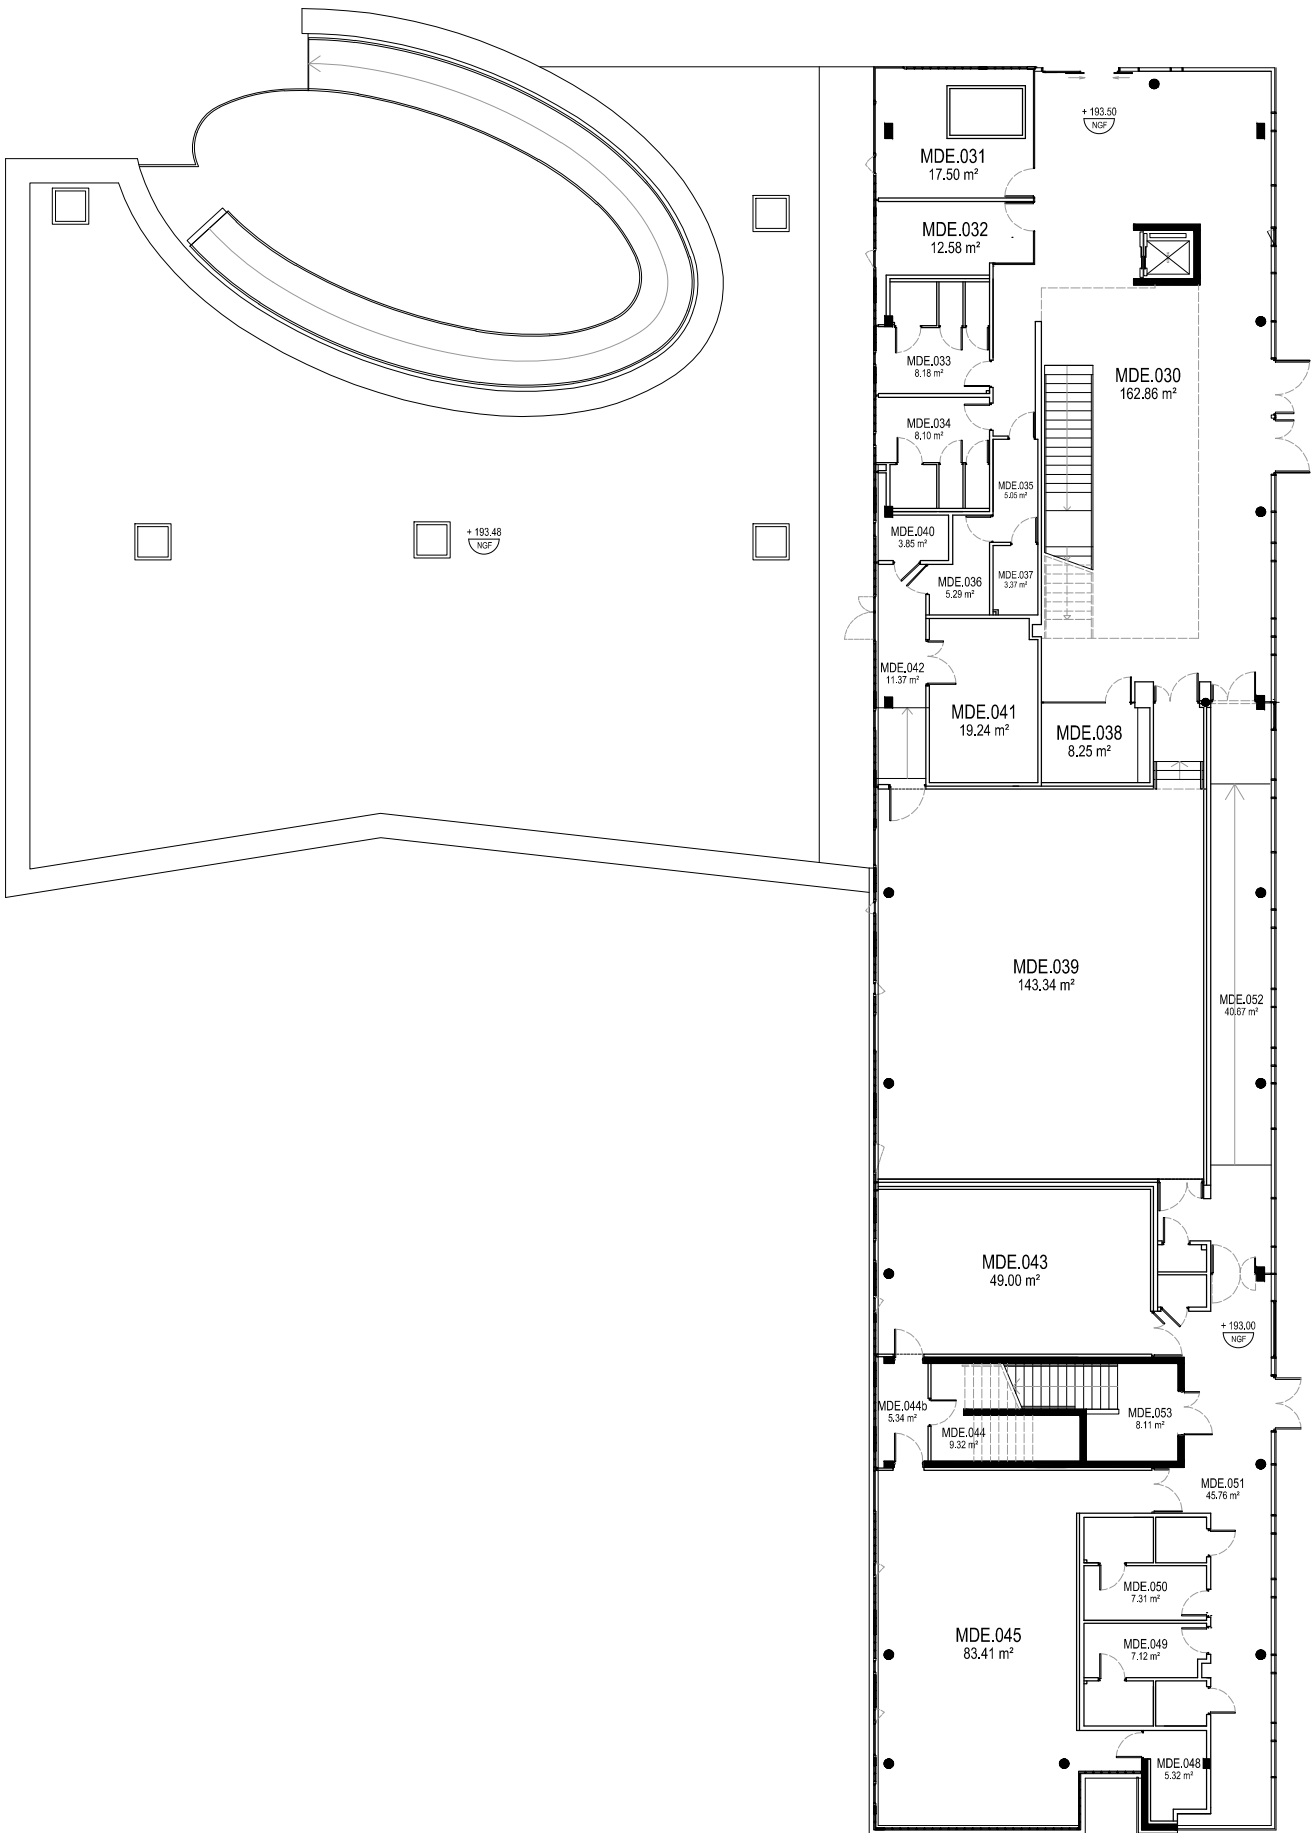 + 193.50
NGF
MDE.031
17.50 m²
MDE.032
12.58 m²
MDE.033
8.18 m²
MDE.030
162.86 m²
MDE.034
8.10 m²
MDE.035
5.05 m²
+ 193.48
NGF
MDE.040
3.85 m²
MDE.036
5.29 m²
MDE.037
3.37 m²
MDE.042
11.37 m²
MDE.041
19.24 m²
MDE.038
8.25 m²
MDE.039
143.34 m²
MDE.052
40.67 m²
MDE.043
49.00 m²
+ 193.00
NGF
MDE.044b
5.34 m²
MDE.044
9.32 m²
MDE.053
8.11 m²
MDE.051
45.76 m²
MDE.050
7.31 m²
MDE.045
83.41 m²
MDE.049
7.12 m²
MDE.048
5.32 m²